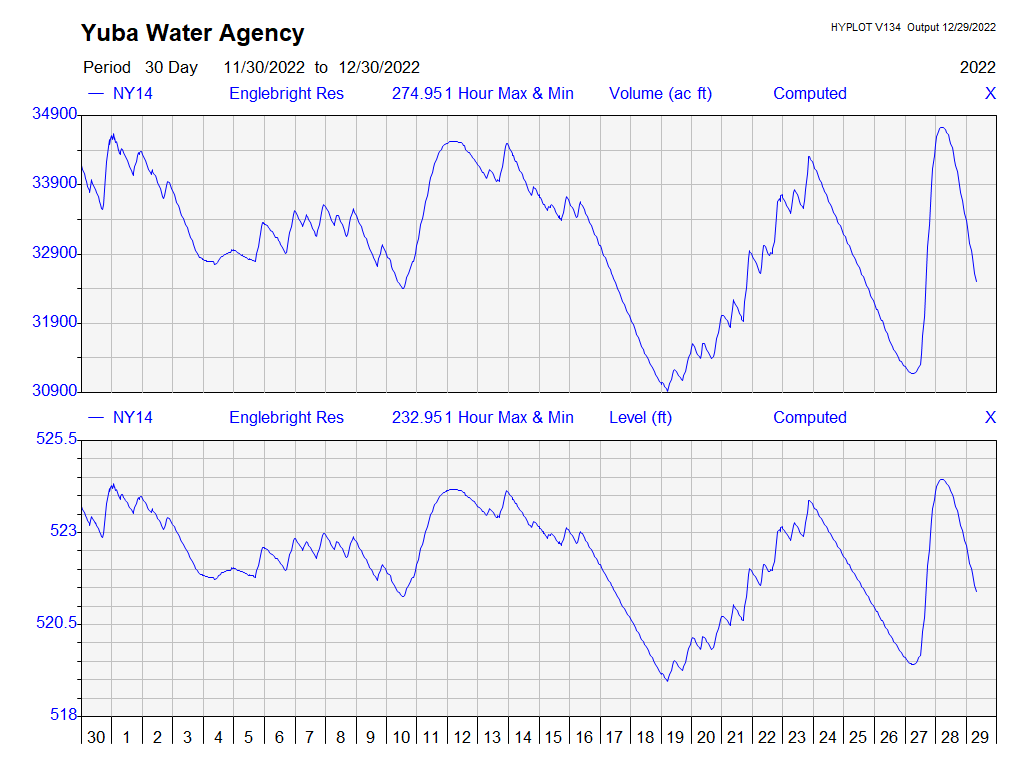 Yuba Water Agency
HYPLOT V134 Output 12/29/2022
Period 30 Day 11/30/2022 to 12/30/2022
2022
NY14 Englebright Res 274.951 Hour Max & Min Volume (ac ft) Computed X
34900
33900
32900
31900
30900
NY14 Englebright Res 232.951 Hour Max & Min Level (ft) Computed X
525.5
523
520.5
518
30 1 2 3 4 5 6 7 8 9 10 11 12 13 14 15 16 17 18 19 20 21 22 23 24 25 26 27 28 29